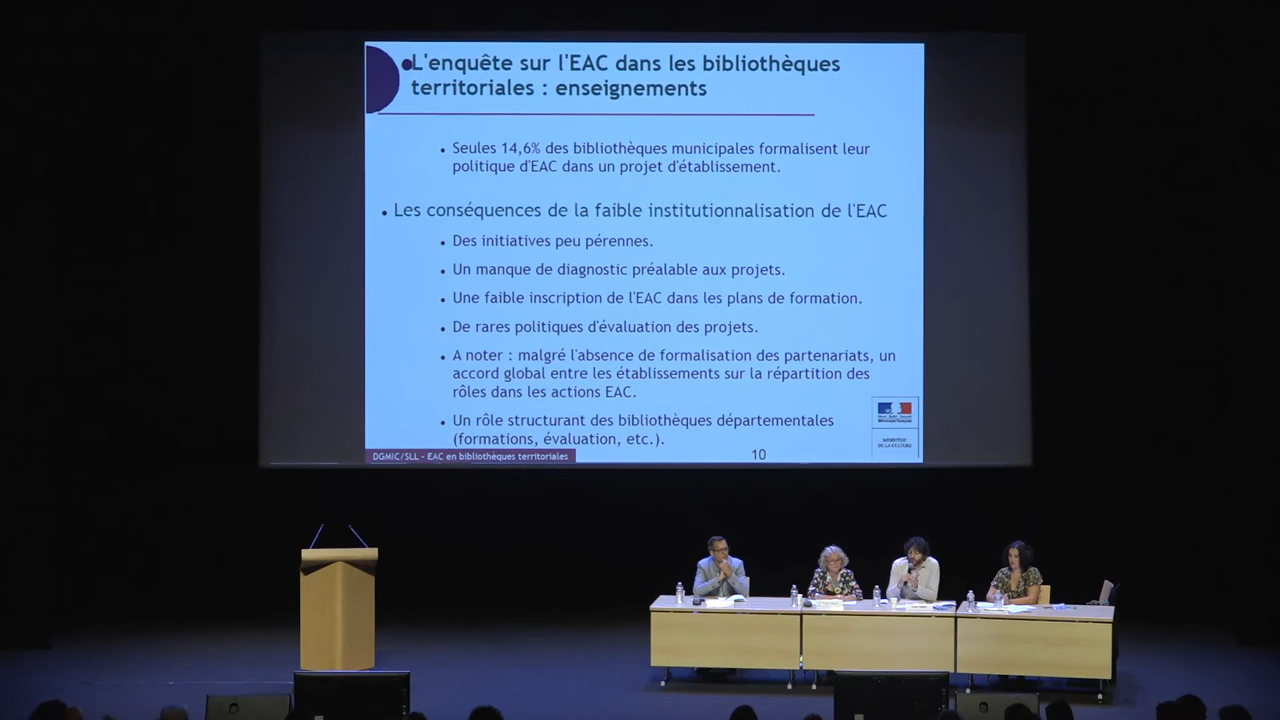 L'enquête sur l'EAC dans les bibliothèques
territoriales : enseignements
Seules 14,6% des bibliothèques municipales formalisent leur
politique d'EAC dans un projet d'établissement.
Les conséquences de la faible institutionnalisation de l'EAC
Des initiatives peu pérennes.
Un manque de diagnostic préalable aux projets.
Une faible inscription de l'EAC dans les plans de formation.
De rares politiques d'évaluation des projets.
A noter : malgré l'absence de formalisation des partenariats, un
accord global entre les établissements sur la répartition des
rôles dans les actions EAC.
Un rôle structurant des bibliothèques départementales
(formations, évaluation, etc.).
MINISTÈRE
DE LA CULTURE
DGMIC/SLL - EAC en bibliothèques territoriales
10